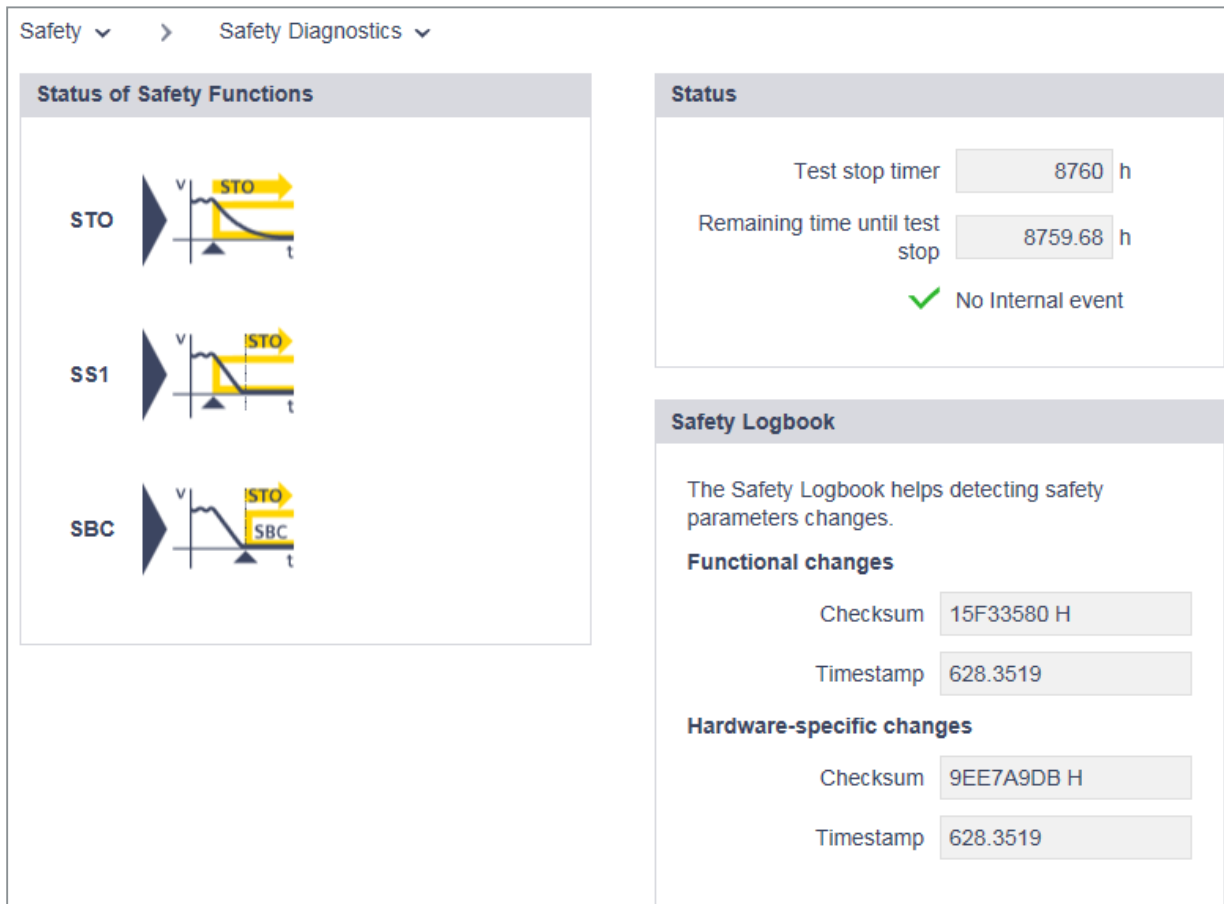 Safety > Safety Diagnostics
Status of Safety Functions
STO
V
STO
t
SS1
V
STO
t
SBC
V
STO
SBC
t
Status
Test stop timer 8760 h
Remaining time until test
stop 8759.68 h
No Internal event
Safety Logbook
The Safety Logbook helps detecting safety
parameters changes.
Functional changes
Checksum 15F33580 H
Timestamp 628.3519
Hardware-specific changes
Checksum 9EE7A9DB H
Timestamp 628.3519